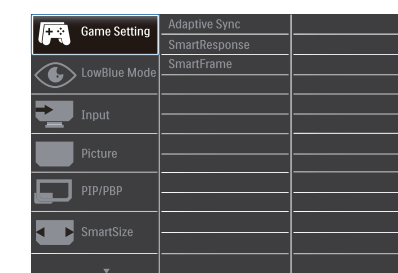 Game Setting
LowBlue Mode
Input
Picture
PIP/PBP
SmartSize
Adaptive Sync
SmartResponse
SmartFrame